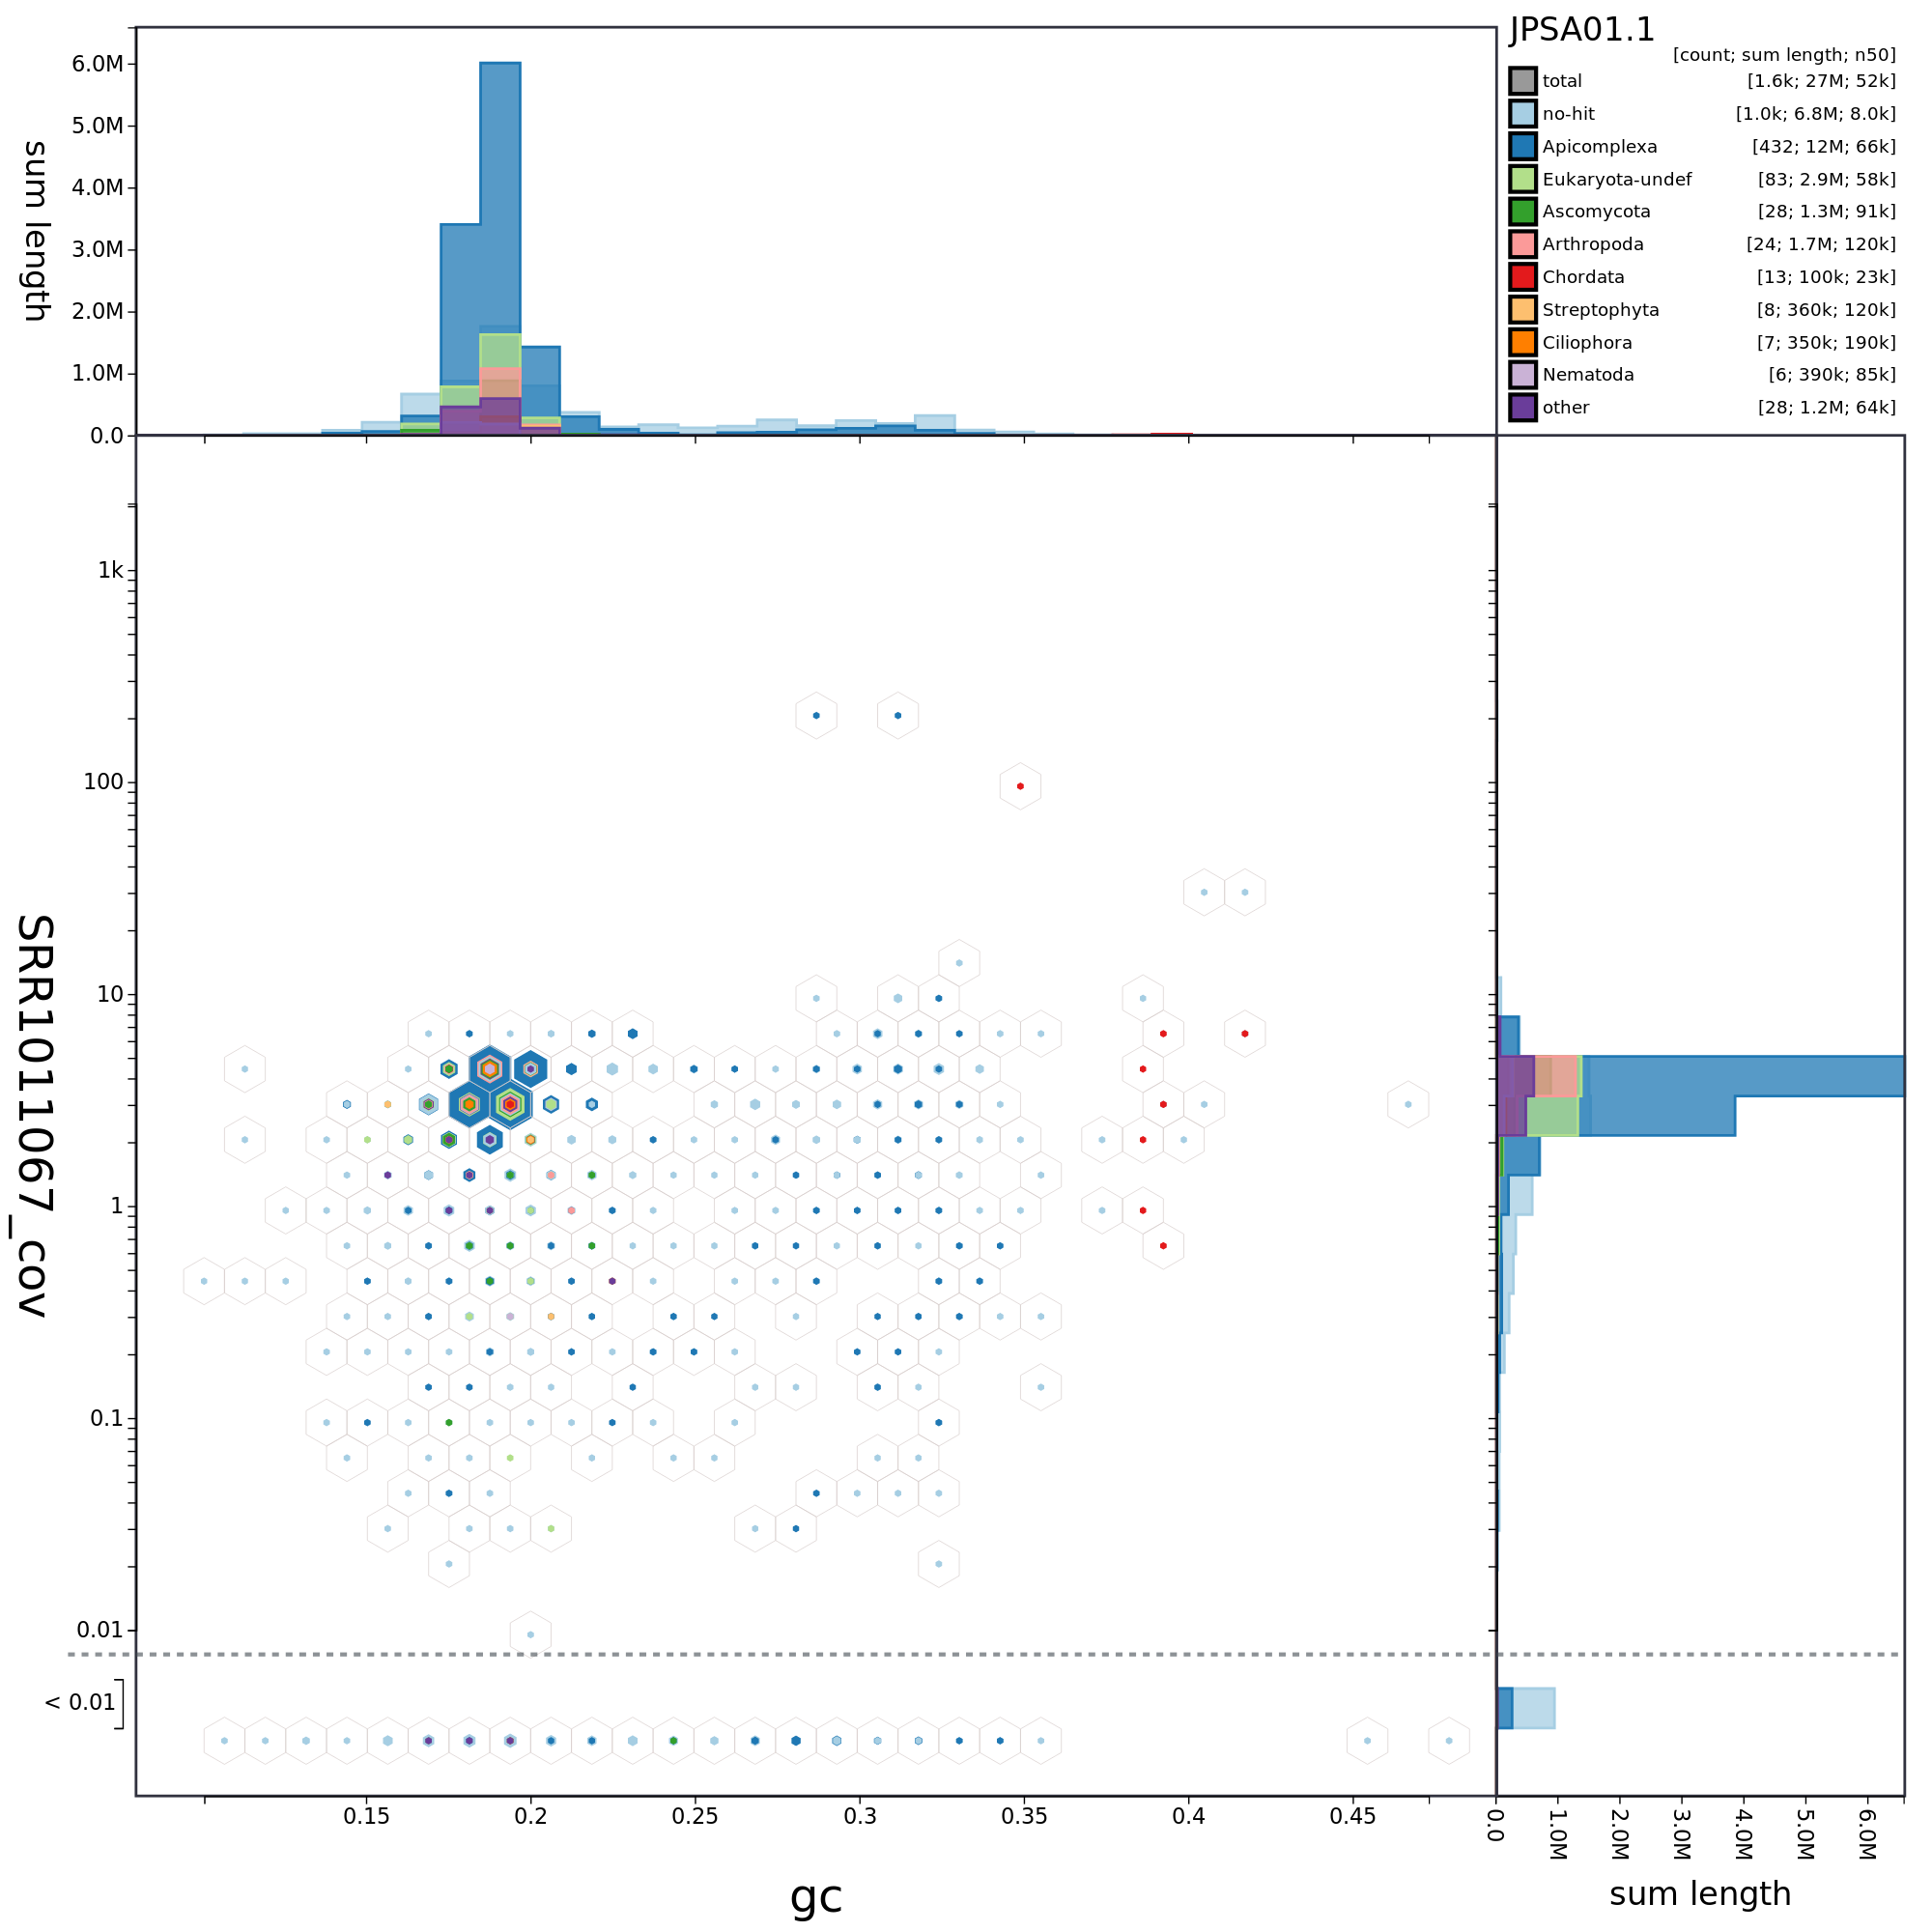 JPSA01.1
[count; sum length; n50]
total [1.6k; 27M; 52k]
no-hit [1.0k; 6.8M; 8.0k]
Apicomplexa [432; 12M; 66k]
Eukaryota-undef [83; 2.9M; 58k]
Ascomycota [28; 1.3M; 91k]
Arthropoda [24; 1.7M; 120k]
Chordata [13; 100k; 23k]
Streptophyta [8; 360k; 120k]
Ciliophora [7; 350k; 190k]
Nematoda [6; 390k; 85k]
other [28; 1.2M; 64k]
sum length
6.0M
5.0M
4.0M
3.0M
2.0M
1.0M
0.0
SRR1011067_cov
1k
100
10
1
0.1
0.01
< 0.01
0.15 0.2 0.25 0.3 0.35 0.4 0.45
gc
0.0 1.0M 2.0M 3.0M 4.0M 5.0M 6.0M
sum length